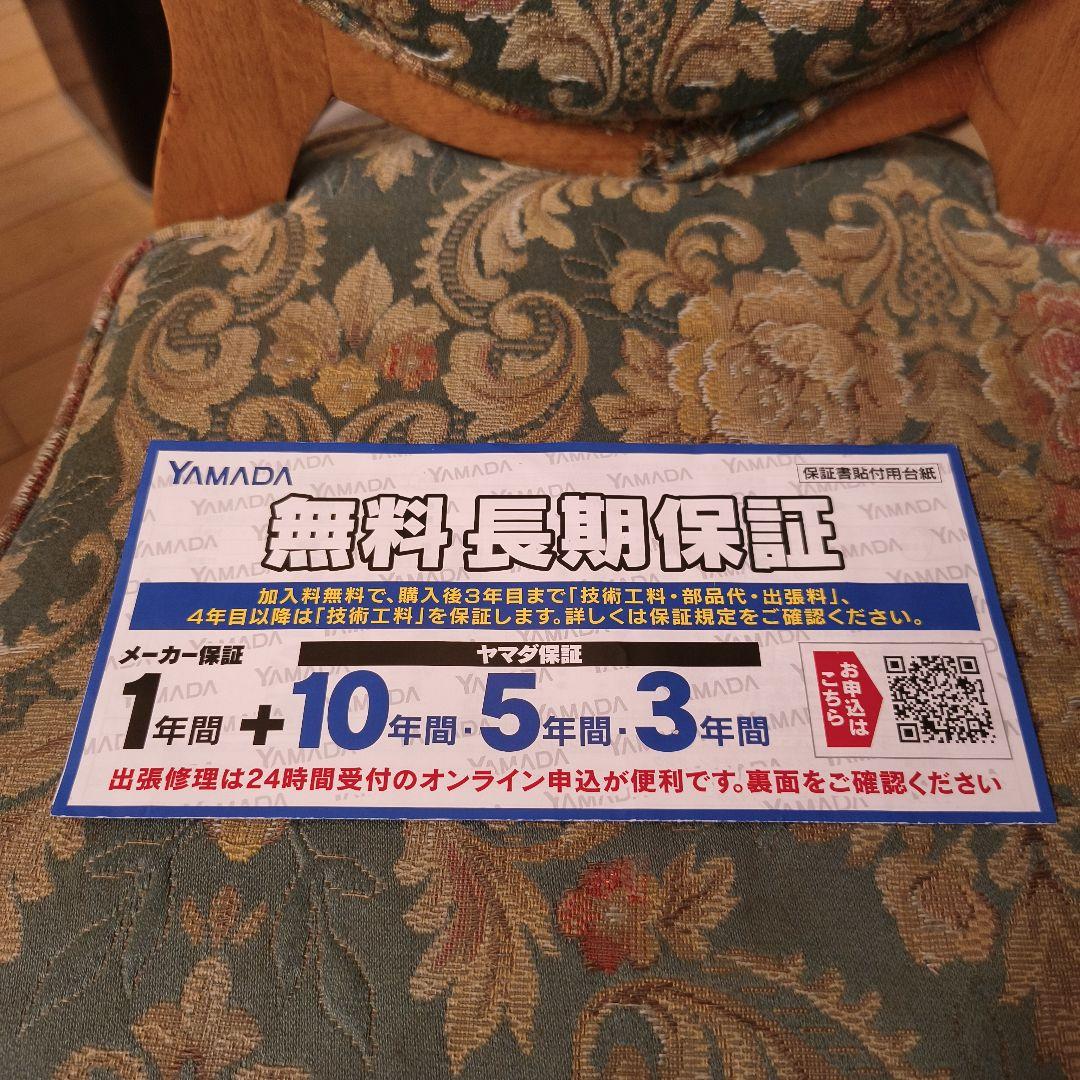 YAMADA
保証書貼付用台紙
無料長期保証
加入料無料で、購入後3年目まで「技術工料・部品代・出張料」、
4年目以降は「技術工料」を保証します。詳しくは保証規定をご確認ください。
メーカー保証
ヤマダ保証
1年間+10年間・5年間・3年間
お申込は
こちら
出張修理は24時間受付のオンライン申込が便利です。裏面をご確認ください